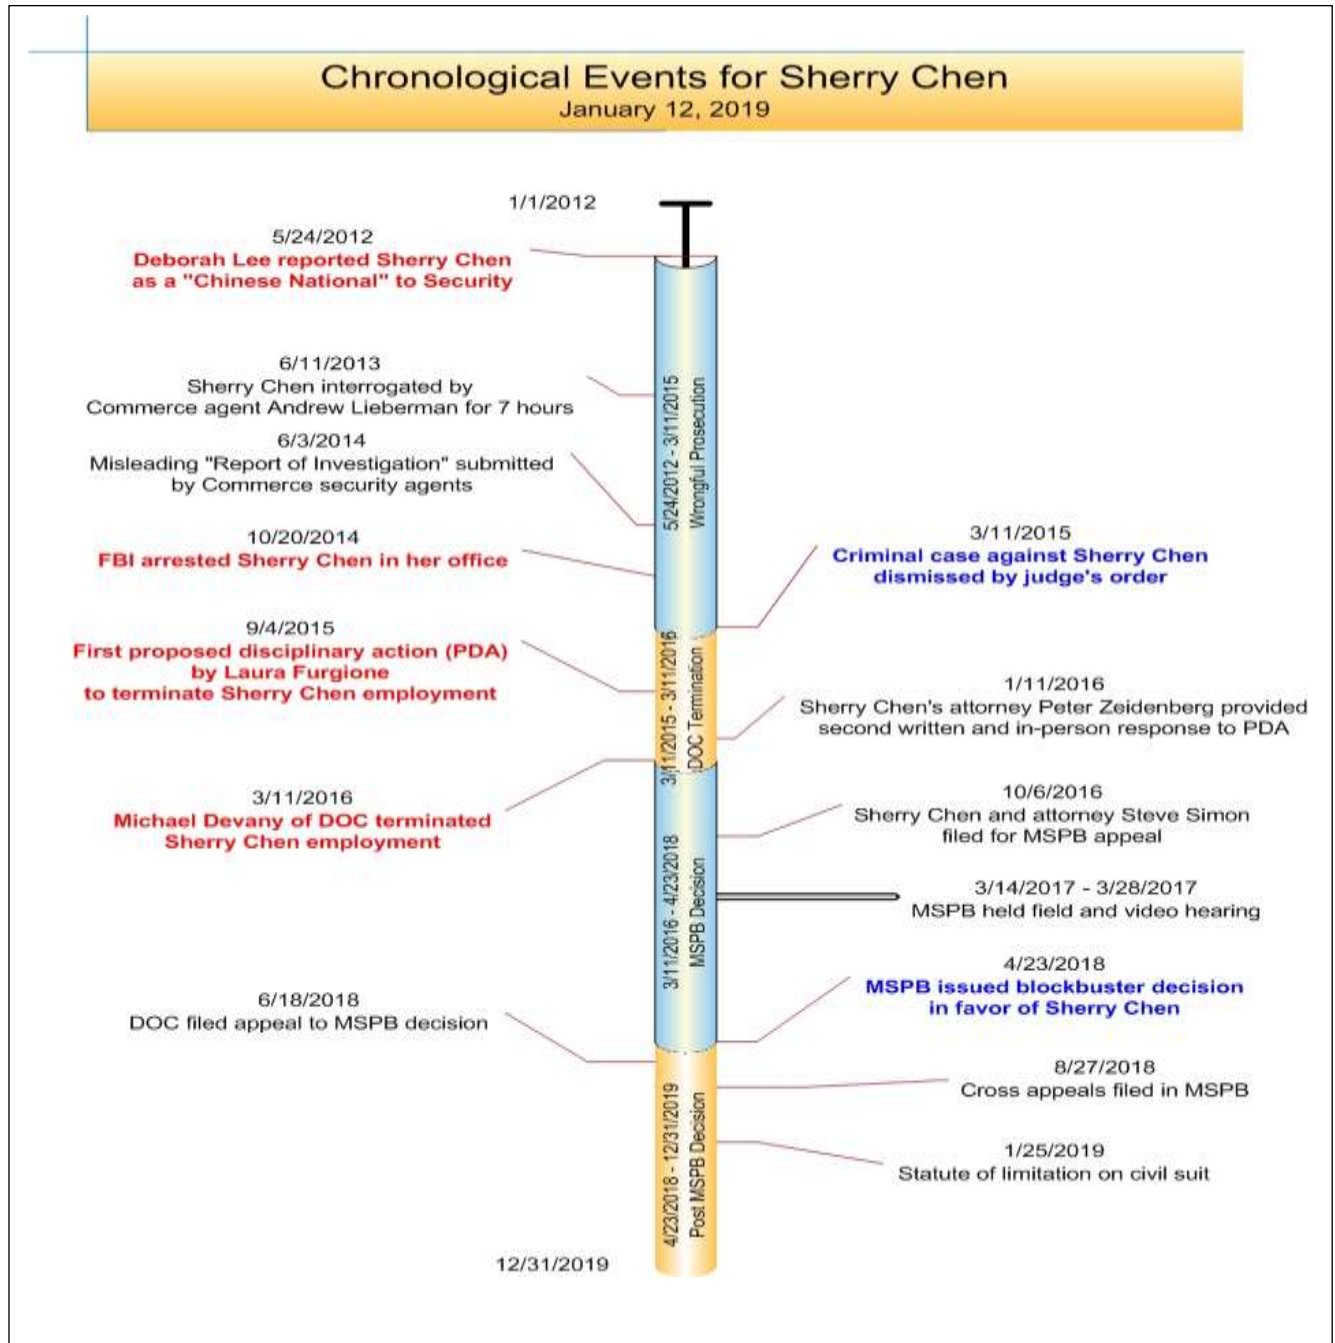 Chronological Events for Sherry Chen
January 12, 2019
1/1/2012
5/24/2012
Deborah Lee reported Sherry Chen
as a "Chinese National" to Security
6/11/2013
Sherry Chen interrogated by
Commerce agent Andrew Lieberman for 7 hours
6/3/2014
Misleading "Report of Investigation" submitted
by Commerce security agents
10/20/2014
FBI arrested Sherry Chen in her office
5/24/2012 - 3/11/2015
Wrongful Prosecution
3/11/2015
Criminal case against Sherry Chen
dismissed by judge's order
9/4/2015
First proposed disciplinary action (PDA)
by Laura Furgione
to terminate Sherry Chen employment
3/11/2015 - 3/11/2016
DOC Termination
1/11/2016
Sherry Chen's attorney Peter Zeidenberg provided
second written and in-person response to PDA
3/11/2016
Michael Devany of DOC terminated
Sherry Chen employment
10/6/2016
Sherry Chen and attorney Steve Simon
filed for MSPB appeal
3/11/2016 - 4/23/2018
MSPB Decision
3/14/2017 - 3/28/2017
MSPB held field and video hearing
4/23/2018
MSPB issued blockbuster decision
in favor of Sherry Chen
6/18/2018
DOC filed appeal to MSPB decision
8/27/2018
Cross appeals filed in MSPB
4/23/2018 - 12/31/2019
Post MSPB Decision
1/25/2019
Statute of limitation on civil suit
12/31/2019